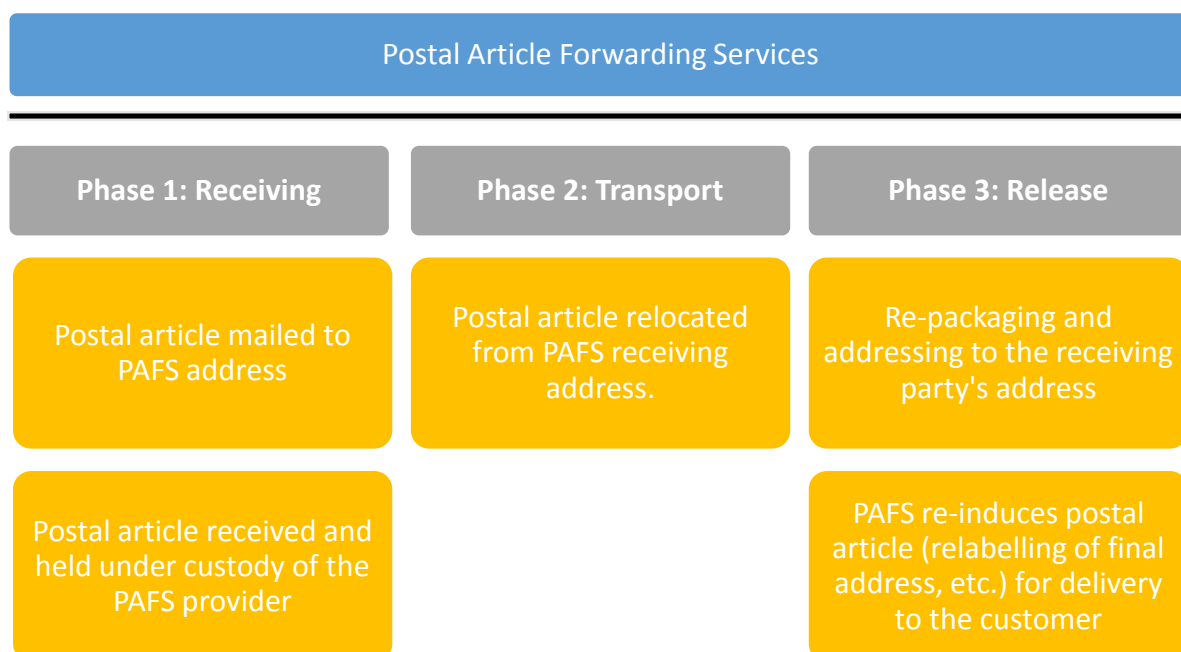 Postal Article Forwarding Services
Phase 1: Receiving
Phase 2: Transport
Phase 3: Release
Postal article mailed to
PAFS address
Postal article relocated
from PAFS receiving
address.
Re-packaging and
addressing to the receiving
party's address
Postal article received and
held under custody of the
PAFS provider
PAFS re-induces postal
article (relabelling of final
address, etc.) for delivery
to the customer